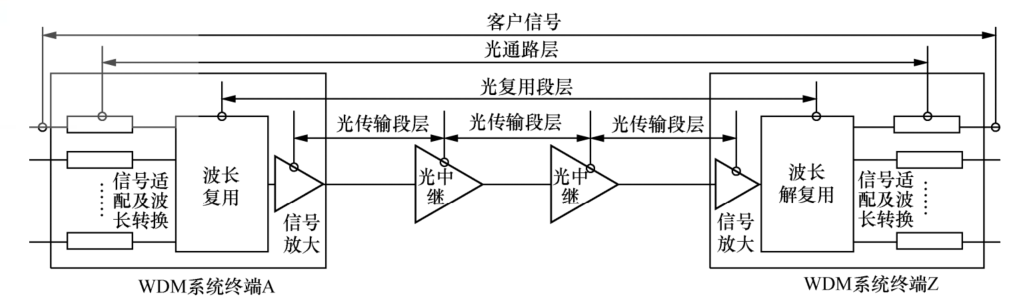 客户信号
光通路层
光复用段层
光传输段层
光传输段层
光传输段层
波长
复用
光中
继
光中
继
波长
解复用
信号适
配及波
长转换
信号
放大
信号
放大
信号适
配及波
长转换
WDM系统终端A
WDM系统终端Z